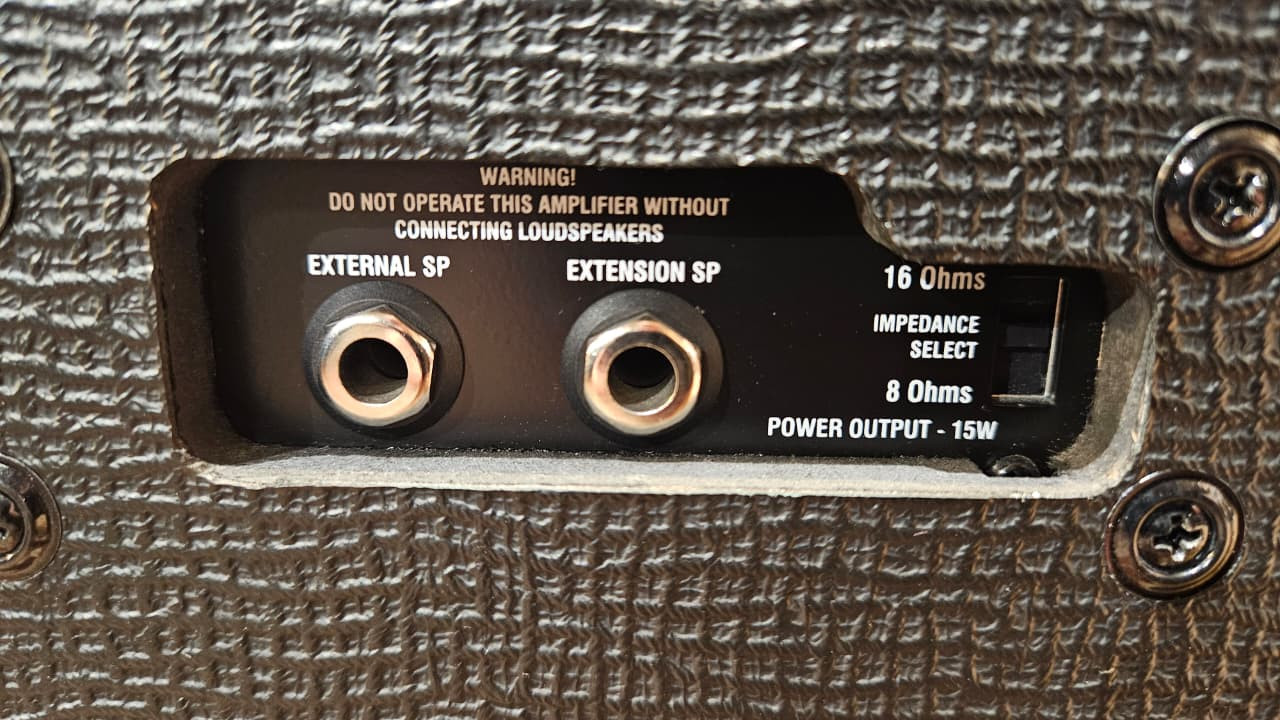 WARNING!
DO NOT OPERATE THIS AMPLIFIER WITHOUT
CONNECTING LOUDSPEAKERS
EXTERNAL SP
EXTENSION SP
16 Ohms
IMPEDANCE
SELECT
8 Ohms
POWER OUTPUT - 15W